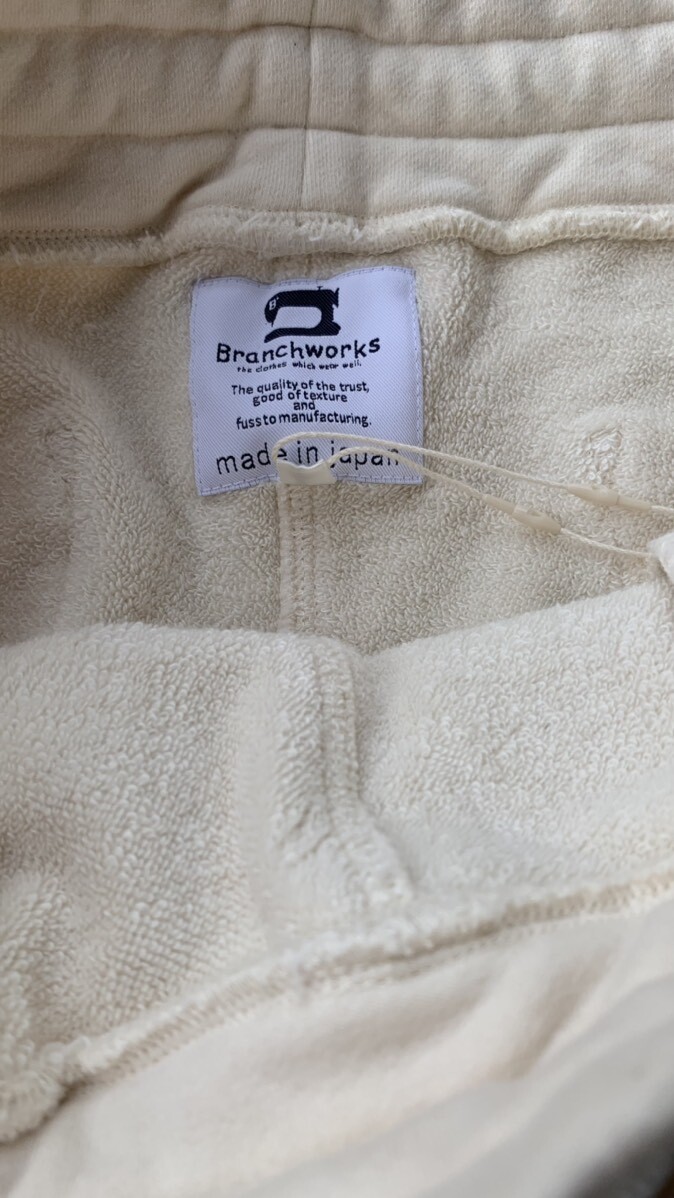 B
Branchworks
the clothes which wear well.
The quality of the trust,
good of texture
and
fuss to manufacturing.
made in japan